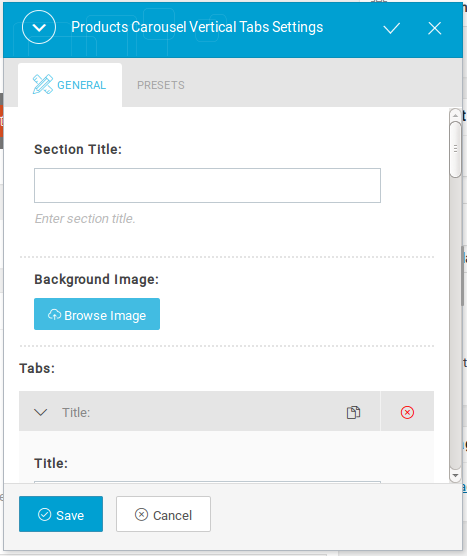 Products Carousel Vertical Tabs Settings
GENERAL
PRESETS
Section Title:
Enter section title.
Background Image:
Browse Image
Tabs:
Title:
Title:
Save
Cancel